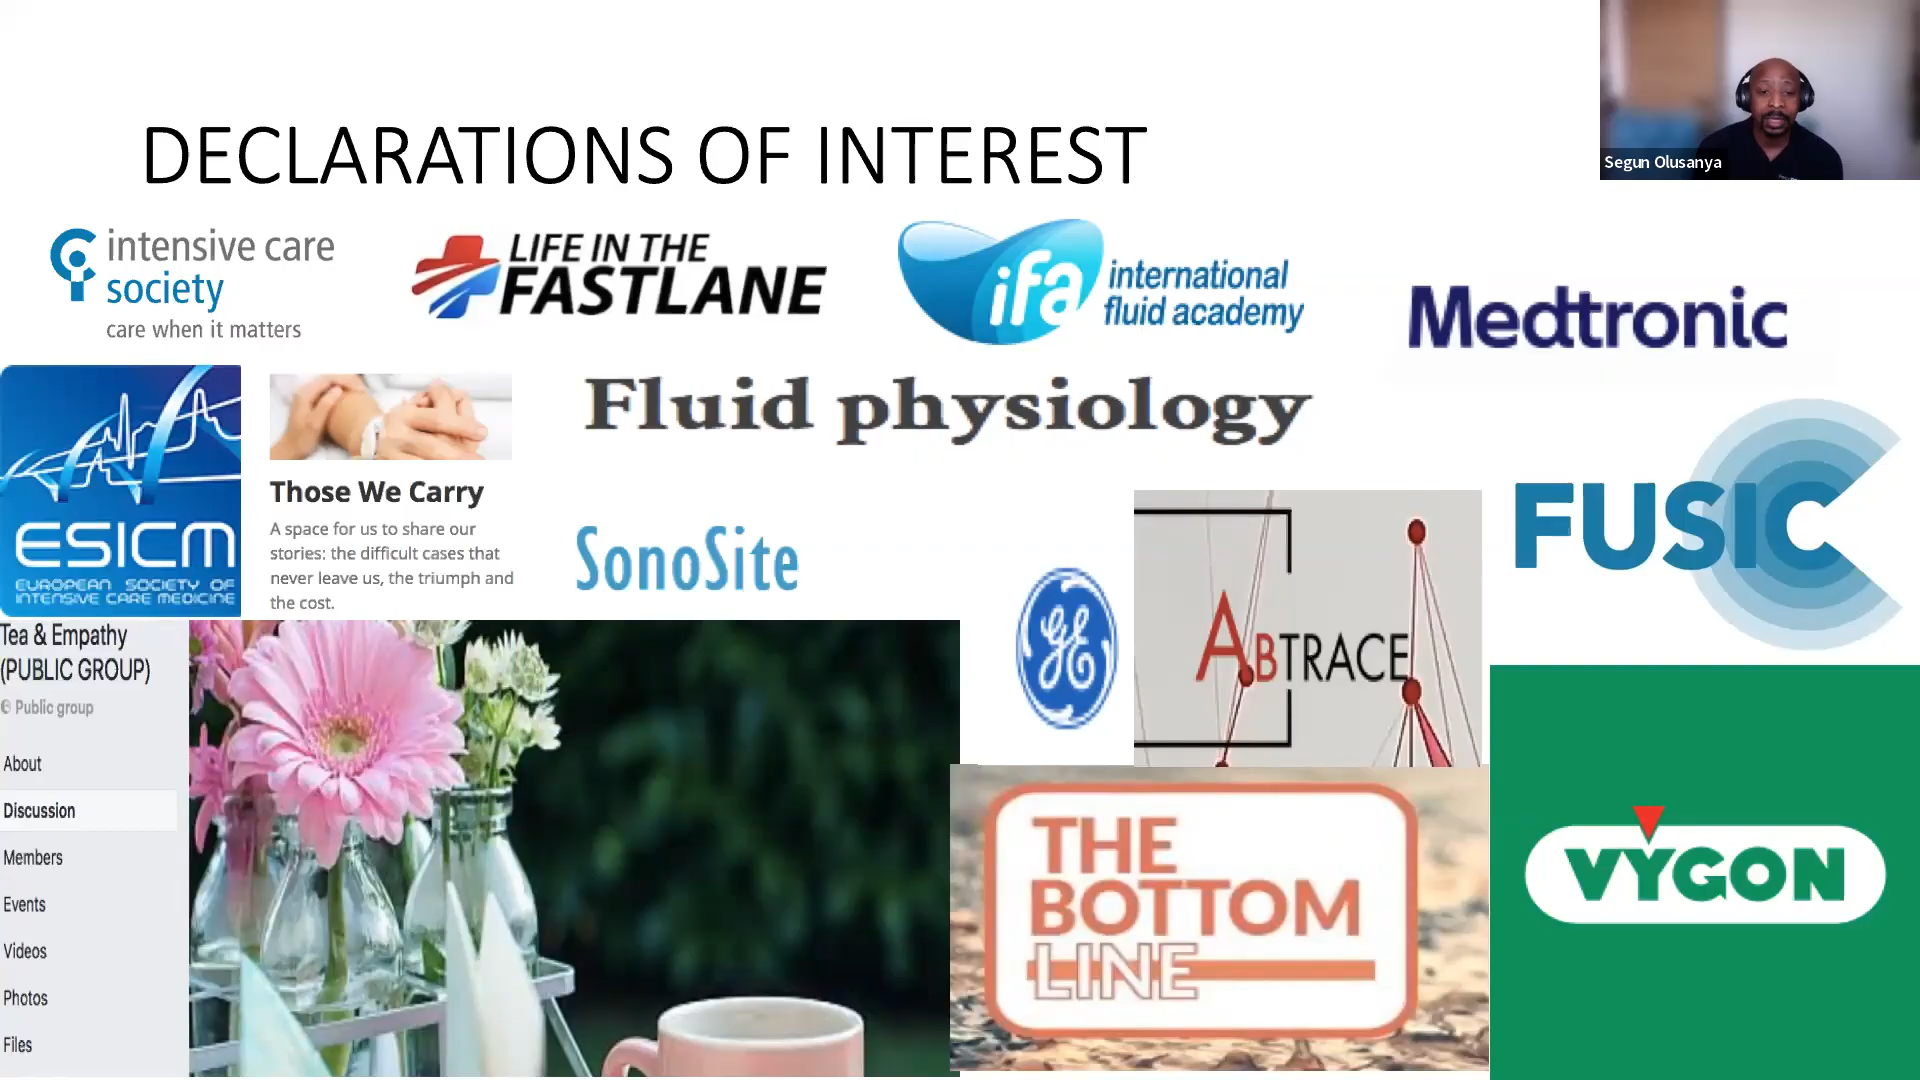 DECLARATIONS OF INTEREST
Segun Olusanya
intensive care
society
care when it matters
LIFE IN THE
FASTLANE
ifa
international
fluid academy
Medtronic
ESICM
EUROPEAN SOCIETY OF
INTENSIVE CARE MEDICINE
Those We Carry
A space for us to share our
stories: the difficult cases that
never leave us, the triumph and
the cost.
Fluid physiology
SonoSite
GE
ABTRACE
FUSIC
Tea & Empathy
(PUBLIC GROUP)
Public group
About
Discussion
Members
Events
Videos
Photos
Files
THE
BOTTOM
LINE
VYGON